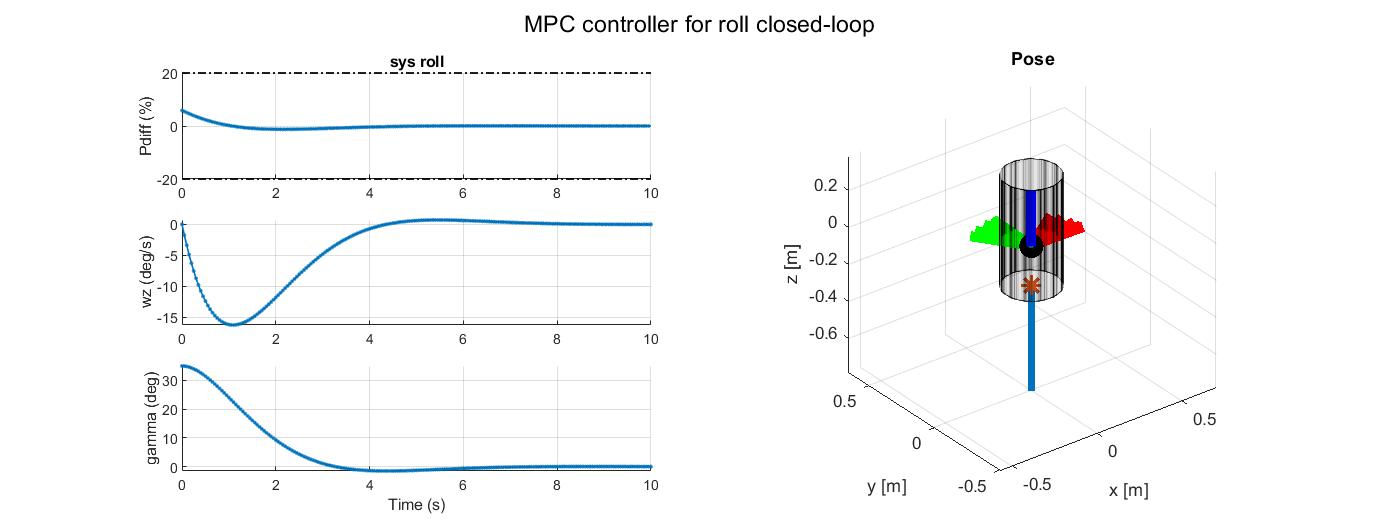 MPC controller for roll closed-loop
sys roll
20
0
-20
Pdiff (%)
0 2 4 6 8 10
0
-5
-10
-15
wz (deg/s)
0 2 4 6 8 10
30
20
10
0
gamma (deg)
0 2 4 6 8 10
Time (s)
Pose
0.2
0
-0.2
-0.4
-0.6
z [m]
0.5
0
-0.5
y [m]
-0.5
0
0.5
x [m]